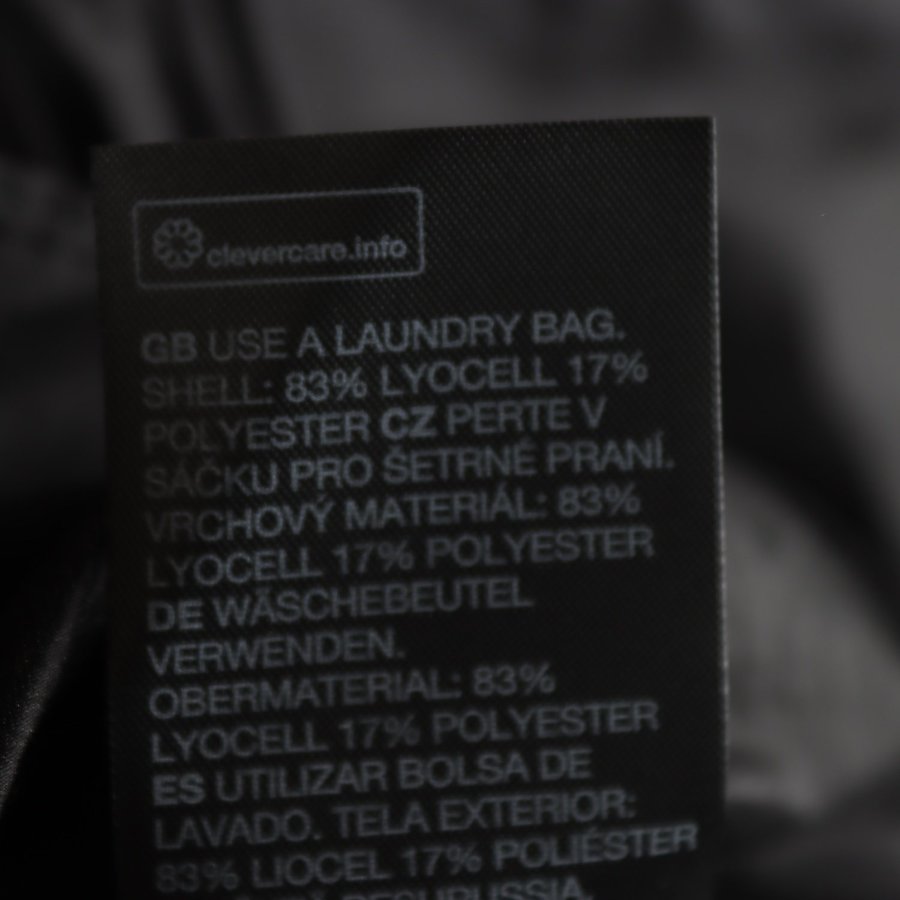 clevercare.info
GB USE A LAUNDRY BAG.
SHELL: 83% LYOCELL 17%
POLYESTER CZ PERTE V
SÁČKU PRO ŠETRNÉ PRANÍ.
VRCHOVÝ MATERIÁL: 83%
LYOCELL 17% POLYESTER
DE WÄSCHEBEUTEL
VERWENDEN.
OBERMATERIAL: 83%
LYOCELL 17% POLYESTER
ES UTILIZAR BOLSA DE
LAVADO. TELA EXTERIOR:
83% LIOCEL 17% POLIÉSTER